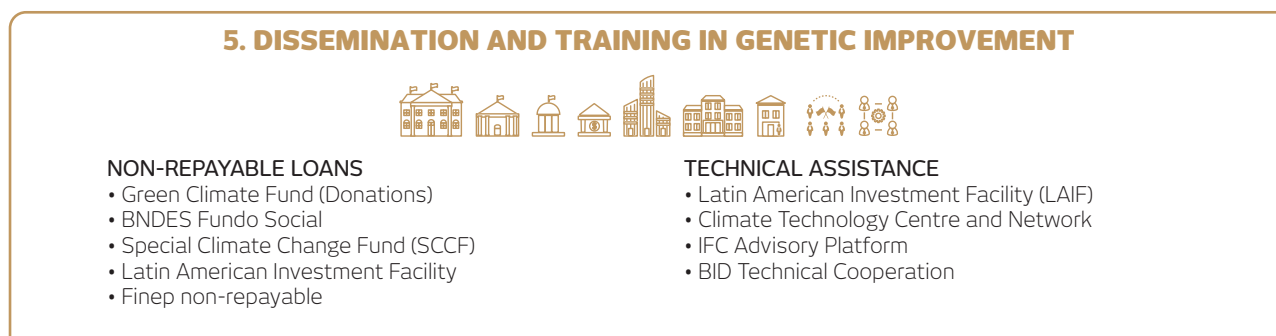 5. DISSEMINATION AND TRAINING IN GENETIC IMPROVEMENT
NON-REPAYABLE LOANS
• Green Climate Fund (Donations)
• BNDES Fundo Social
• Special Climate Change Fund (SCCF)
• Latin American Investment Facility
• Finep non-repayable
TECHNICAL ASSISTANCE
• Latin American Investment Facility (LAIF)
• Climate Technology Centre and Network
• IFC Advisory Platform
• BID Technical Cooperation